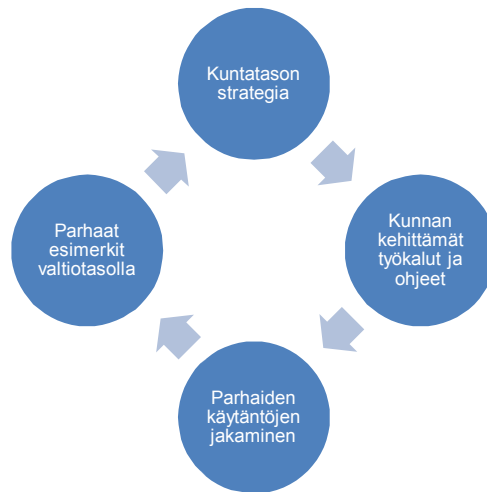 Kuntatason
strategia
Kunnan
kehittämät
työkalut ja
ohjeet
Parhaiden
käytäntöjen
jakaminen
Parhaat
esimerkit
valtiotasolla